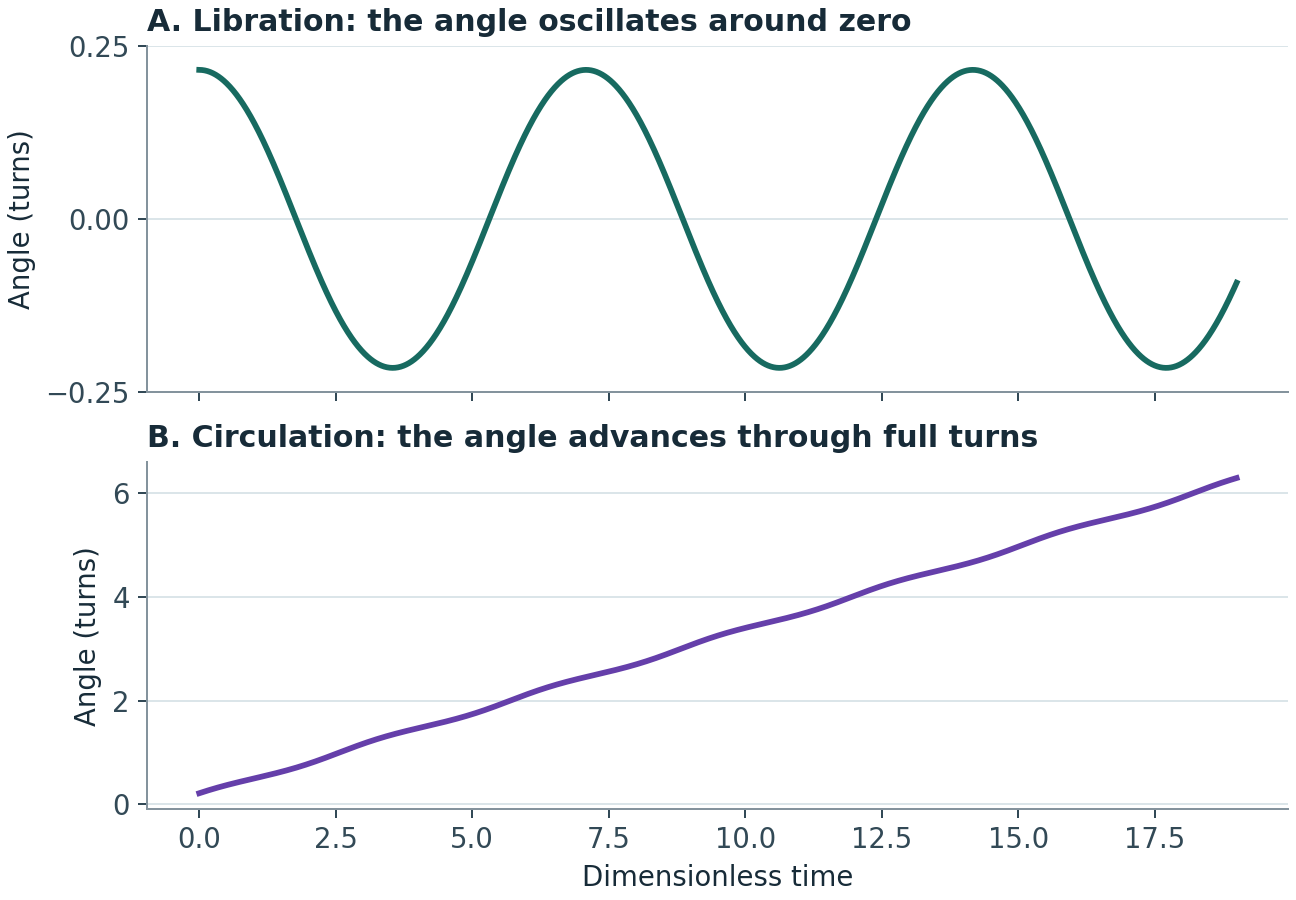 A. Libration: the angle oscillates around zero
0.25
0.00
−0.25
Angle (turns)
B. Circulation: the angle advances through full turns
6
4
2
0
Angle (turns)
0.0 2.5 5.0 7.5 10.0 12.5 15.0 17.5
Dimensionless time